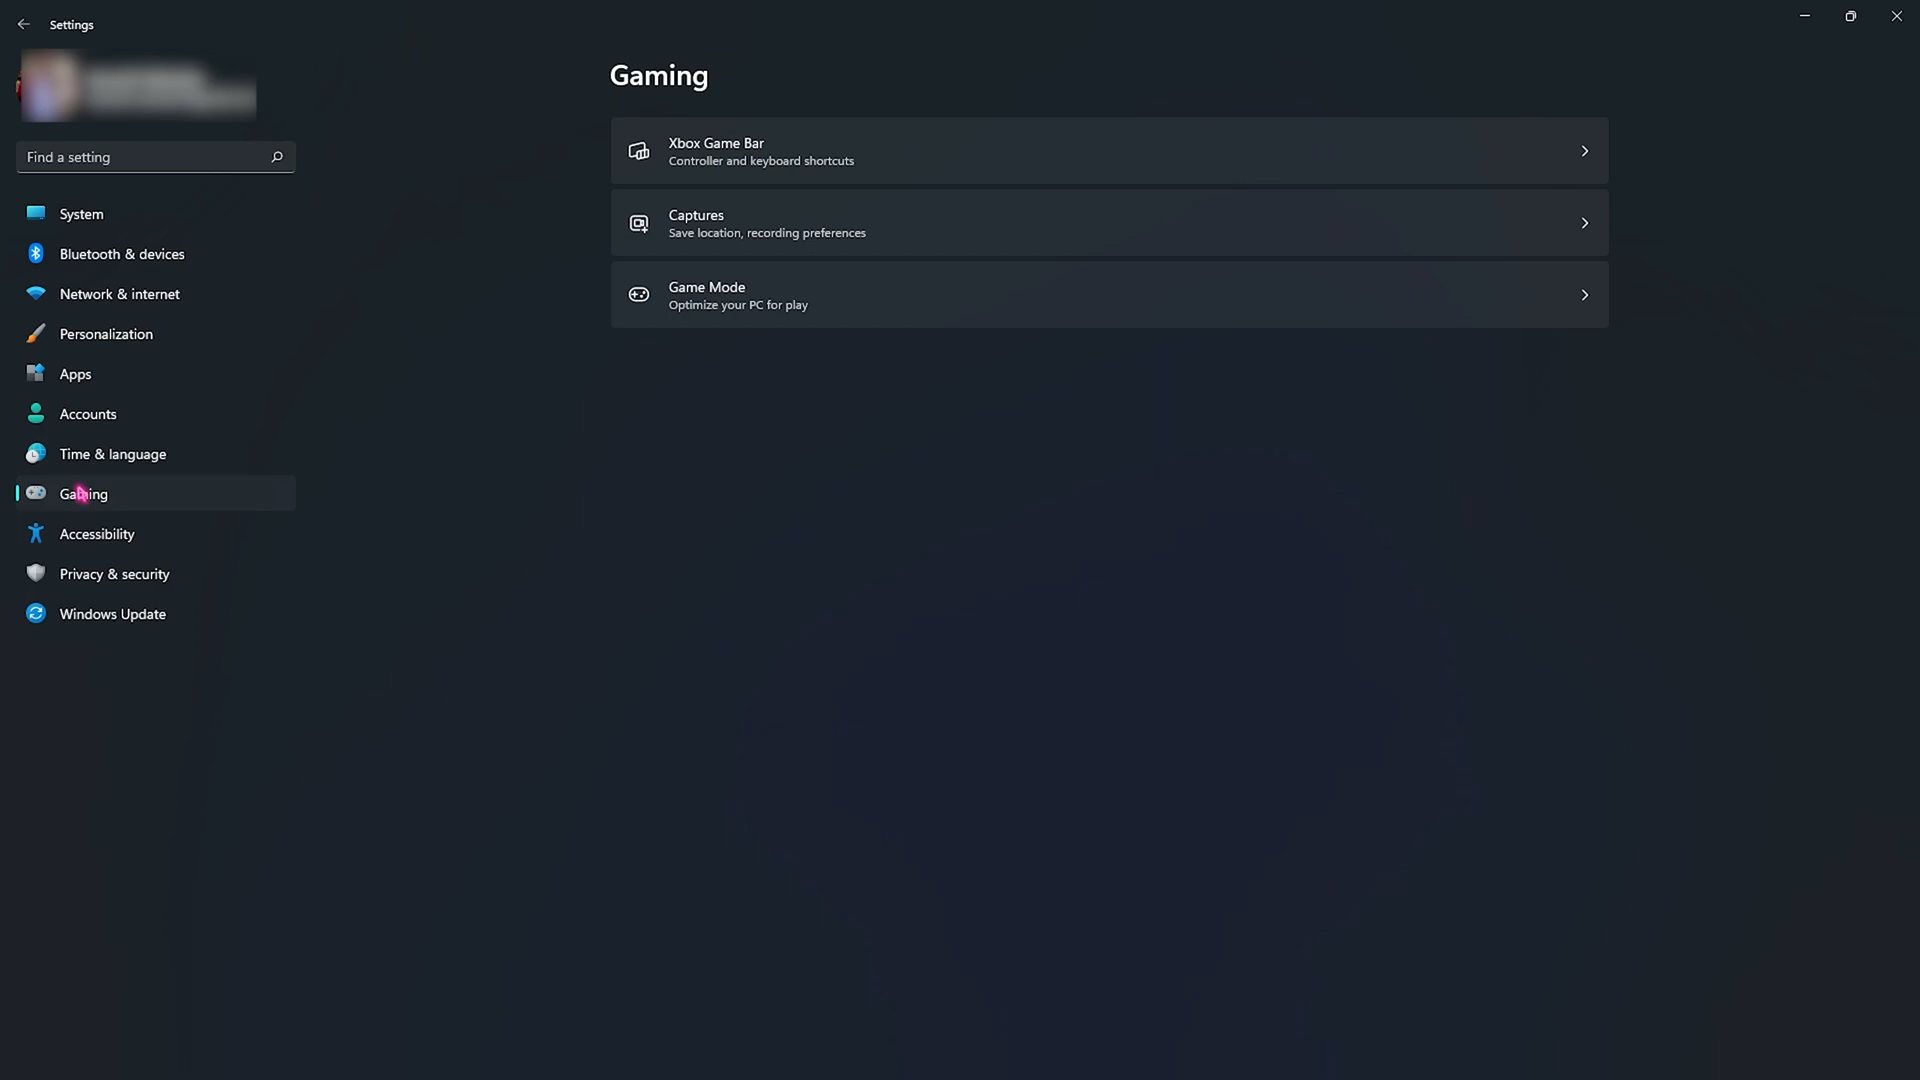 Settings
Find a setting
System
Bluetooth & devices
Network & internet
Personalization
Apps
Accounts
Time & language
Gaming
Accessibility
Privacy & security
Windows Update
Gaming
Xbox Game Bar
Controller and keyboard shortcuts
Captures
Save location, recording preferences
Game Mode
Optimize your PC for play